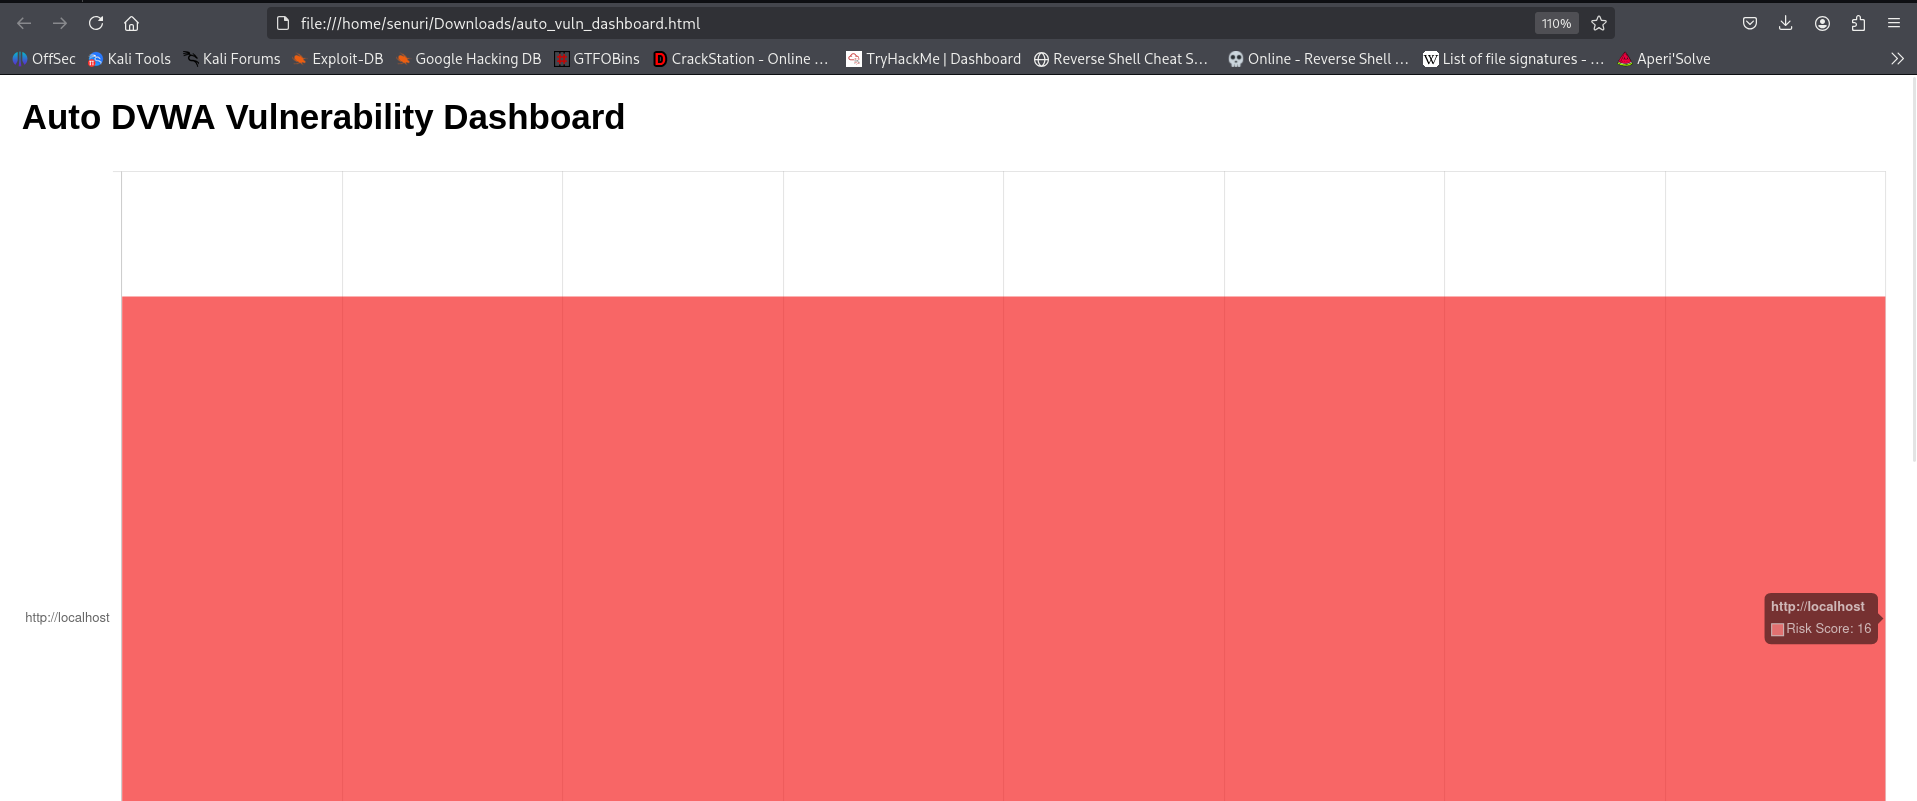 file:///home/senuri/Downloads/auto_vuln_dashboard.html 110%
OffSec Kali Tools Kali Forums Exploit-DB Google Hacking DB GTFOBins CrackStation - Online … TryHackMe | Dashboard Reverse Shell Cheat S… Online - Reverse Shell … List of file signatures - … Aperi'Solve
Auto DVWA Vulnerability Dashboard
http://localhost
http://localhost
Risk Score: 16